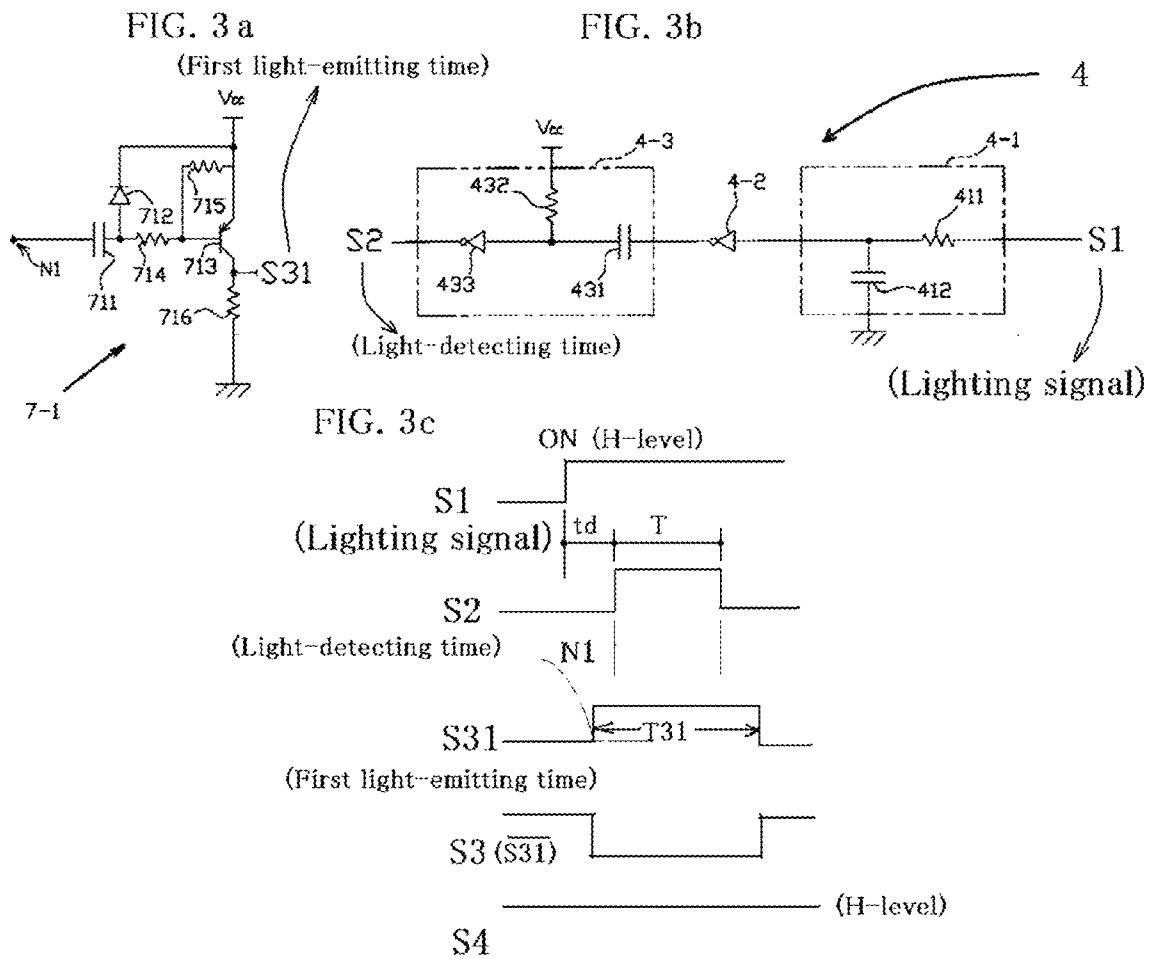 FIG. 3a
(First light-emitting time)
Vcc
712
715
N1
711
714
713
S31
716
7-1
FIG. 3b
4
Vcc
4-3
4-1
432
4-2
411
S2
S1
433
431
412
(Light-detecting time)
(Lighting signal)
FIG. 3c
ON (H-level)
S1
(Lighting signal)
td
T
S2
(Light-detecting time)
N1
S31
T31
(First light-emitting time)
S3 (S31)
(H-level)
S4